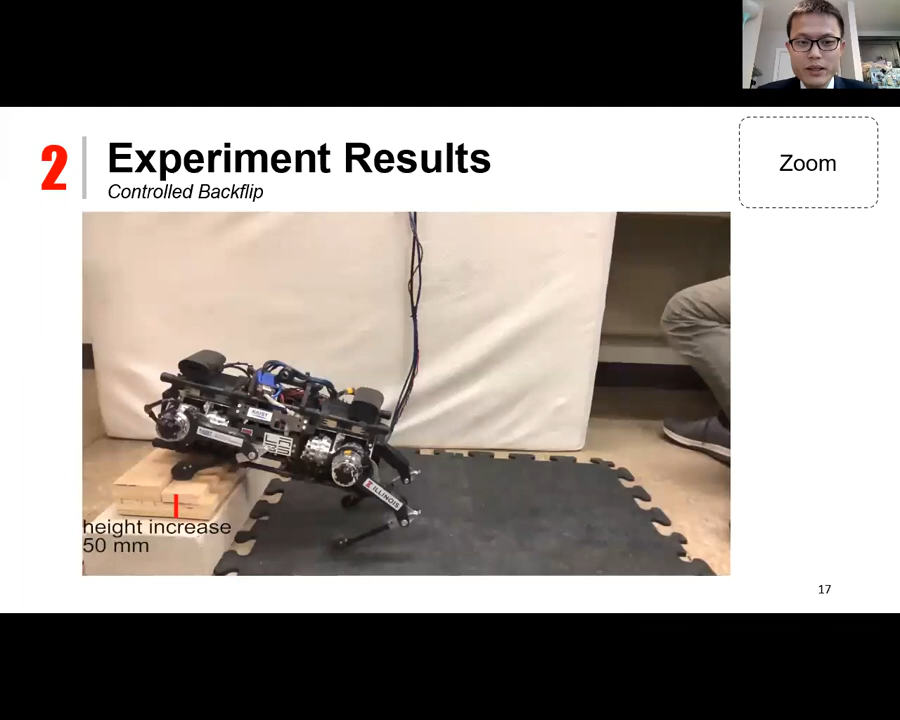 2
Experiment Results
Controlled Backflip
Zoom
ILLINOIS
height increase
50 mm
17